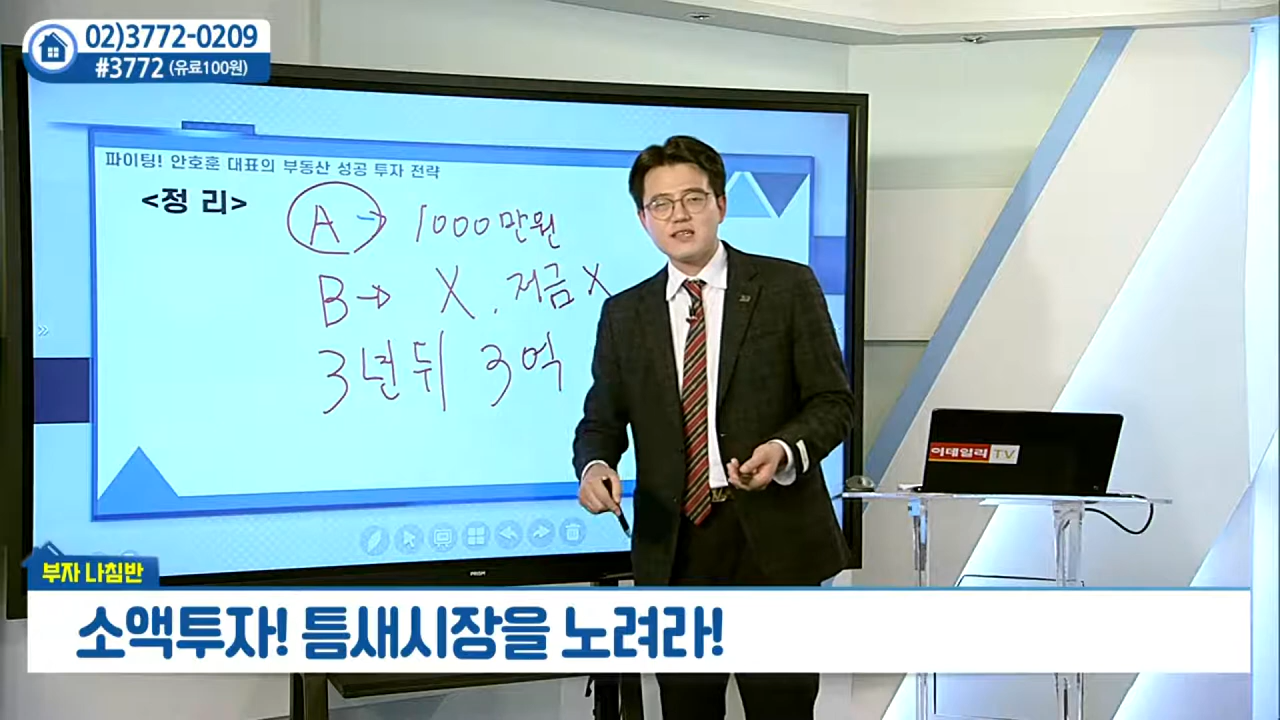 02)3772-0209
#3772 (유료100원)
파이팅! 안호훈 대표의 부동산 성공 투자 전략
<정 리>
A → 1000만원
B → X . 저금 X
3년 뒤 3억
이데일리 TV
PRISM
부자 나침반
소액투자! 틈새시장을 노려라!